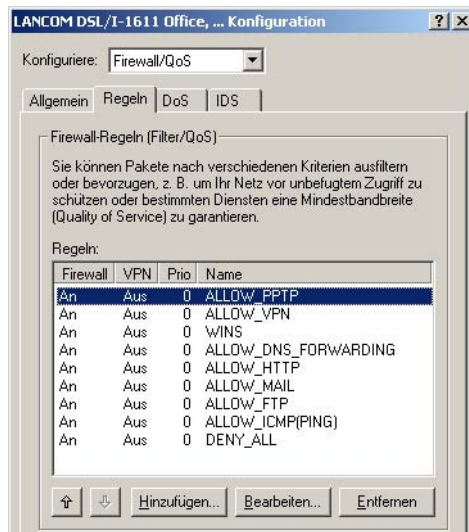 LANCOM DSL/I-1611 Office, ... Konfiguration
Konfiguriere: Firewall/QoS
Allgemein Regeln DoS IDS
Firewall-Regeln (Filter/QoS)
Sie können Pakete nach verschiedenen Kriterien ausfiltern
oder bevorzugen, z. B. um Ihr Netz vor unbefugtem Zugriff zu
schützen oder bestimmten Diensten eine Mindestbandbreite
(Quality of Service) zu garantieren.
Regeln:
Firewall VPN Prio Name
An Aus 0 ALLOW_PPTP
An Aus 0 ALLOW_VPN
An Aus 0 WINS
An Aus 0 ALLOW_DNS_FORWARDING
An Aus 0 ALLOW_HTTP
An Aus 0 ALLOW_MAIL
An Aus 0 ALLOW_FTP
An Aus 0 ALLOW_ICMP(PING)
An Aus 0 DENY_ALL
Hinzufügen... Bearbeiten... Entfernen